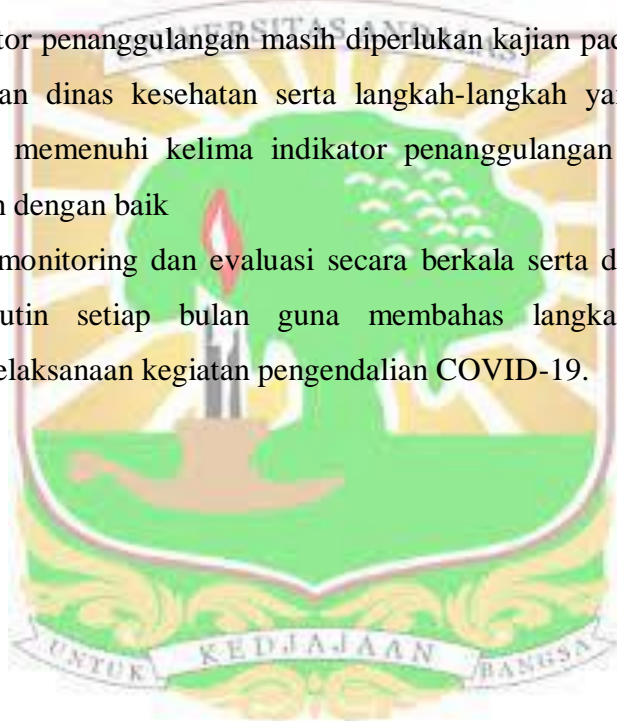 UNIVERSITAS ANDALAS
tor penanggulangan masih diperlukan kajian pad
an dinas kesehatan serta langkah-langkah ya
memenuhi kelima indikator penanggulangan
n dengan baik
monitoring dan evaluasi secara berkala serta d
utin setiap bulan guna membahas langka
elaksanaan kegiatan pengendalian COVID-19.
UNTUK KEDJAJAAN BANGSA